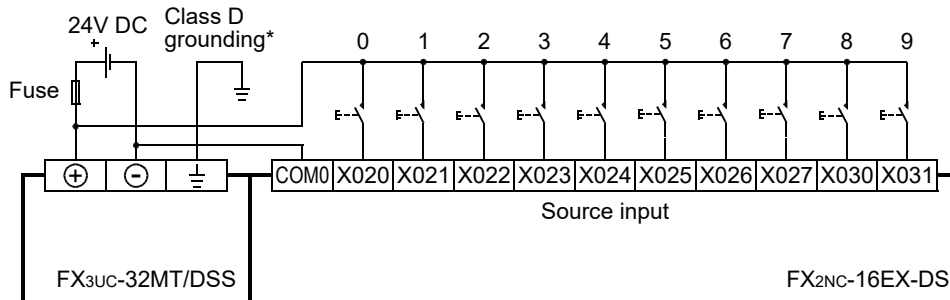 24V DC
+
Class D
grounding*
Fuse
0 1 2 3 4 5 6 7 8 9
+ - COM0 X020 X021 X022 X023 X024 X025 X026 X027 X030 X031
Source input
FX3UC-32MT/DSS
FX2NC-16EX-DS